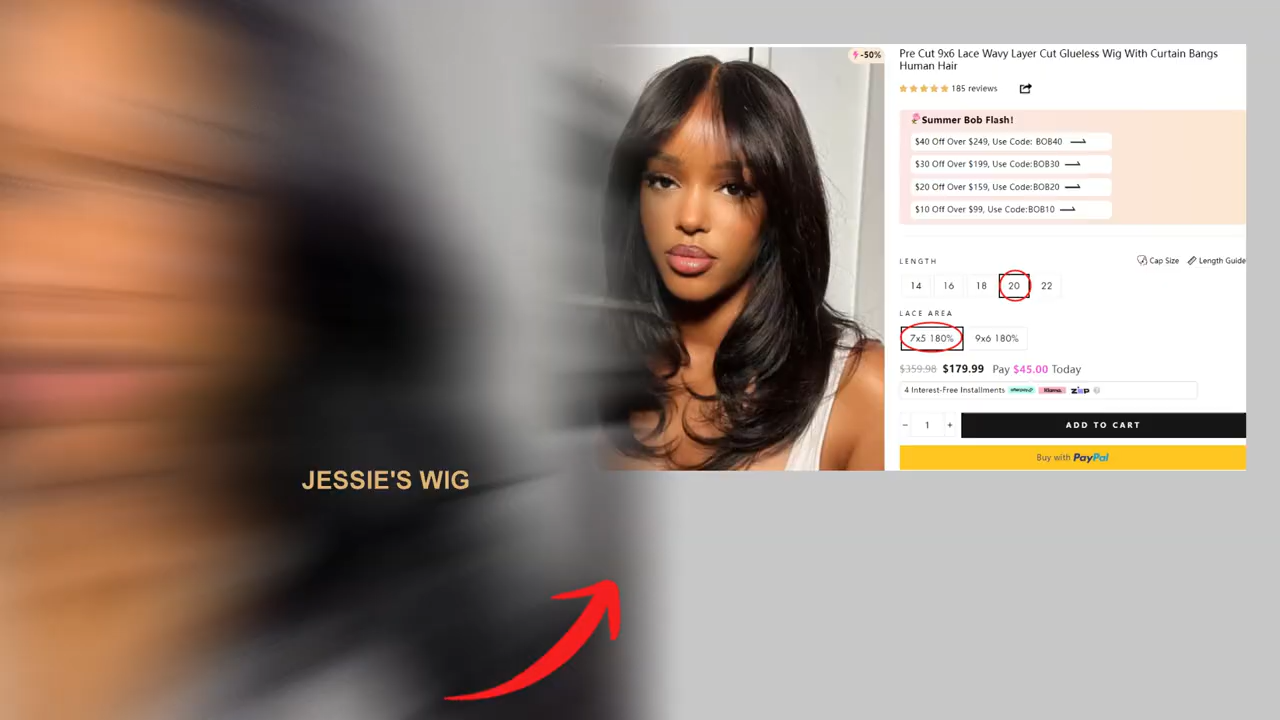 JESSIE'S WIG
-50%
Pre Cut 9x6 Lace Wavy Layer Cut Glueless Wig With Curtain Bangs
Human Hair
185 reviews
Summer Bob Flash!
$40 Off Over $249, Use Code: BOB40
$30 Off Over $199, Use Code:BOB30
$20 Off Over $159, Use Code:BOB20
$10 Off Over $99, Use Code:BOB10
LENGTH
Cap Size Length Guide
14 16 18 20 22
LACE AREA
7x5 180% 9x6 180%
$359.98 $179.99 Pay $45.00 Today
4 Interest-Free Installments afterpay Klarna. ZIP
- 1 + ADD TO CART
Buy with PayPal